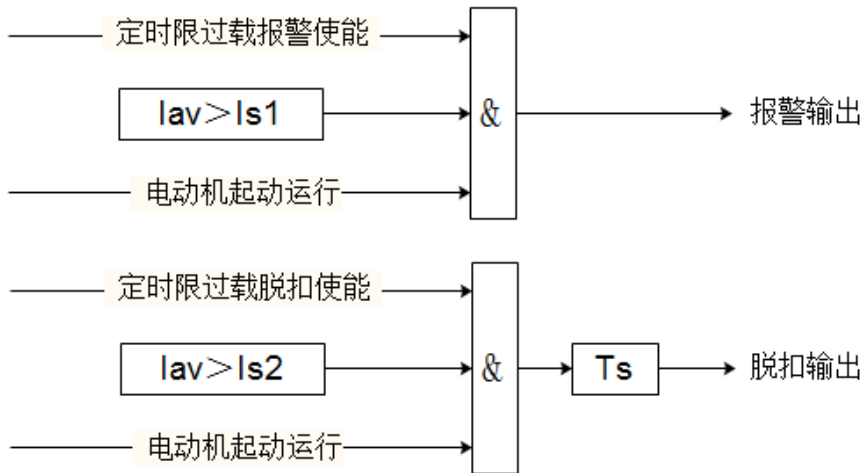 定时限过载报警使能
Iav＞Is1
&
报警输出
电动机起动运行
定时限过载脱扣使能
Iav＞Is2
&
Ts
脱扣输出
电动机起动运行